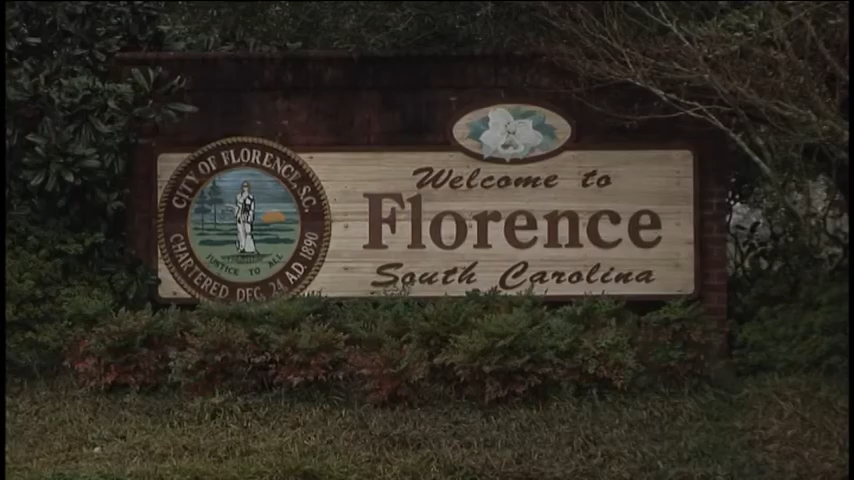 CITY OF FLORENCE, S.C.
JUSTICE TO ALL
CHARTERED DEC. 24 A.D. 1890
Welcome to
Florence
South Carolina